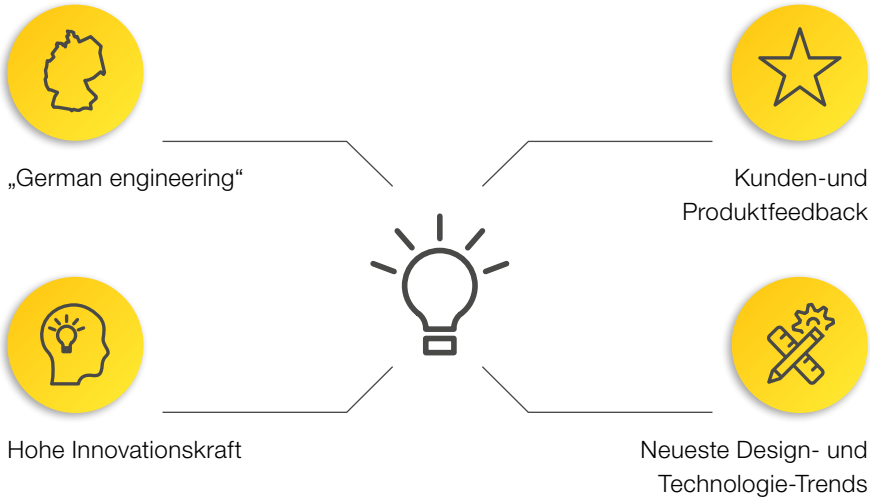 „German engineering“
Kunden-und
Produktfeedback
Hohe Innovationskraft
Neueste Design- und
Technologie-Trends